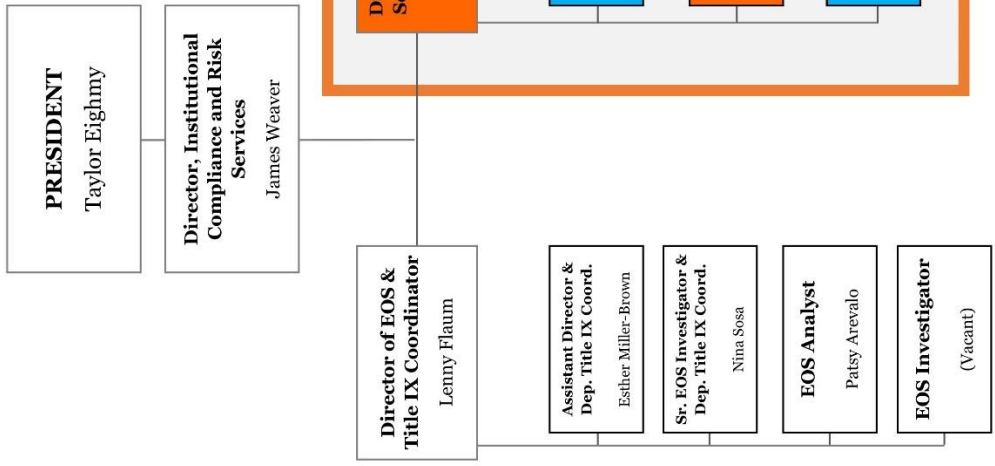 PRESIDENT
Taylor Eighmy
Director, Institutional
Compliance and Risk
Services
James Weaver
Director of EOS &
Title IX Coordinator
Lenny Flaum
Assistant Director &
Dep. Title IX Coord.
Esther Miller-Brown
Sr. EOS Investigator &
Dep. Title IX Coord.
Nina Sosa
EOS Analyst
Patsy Arevalo
EOS Investigator
(Vacant)